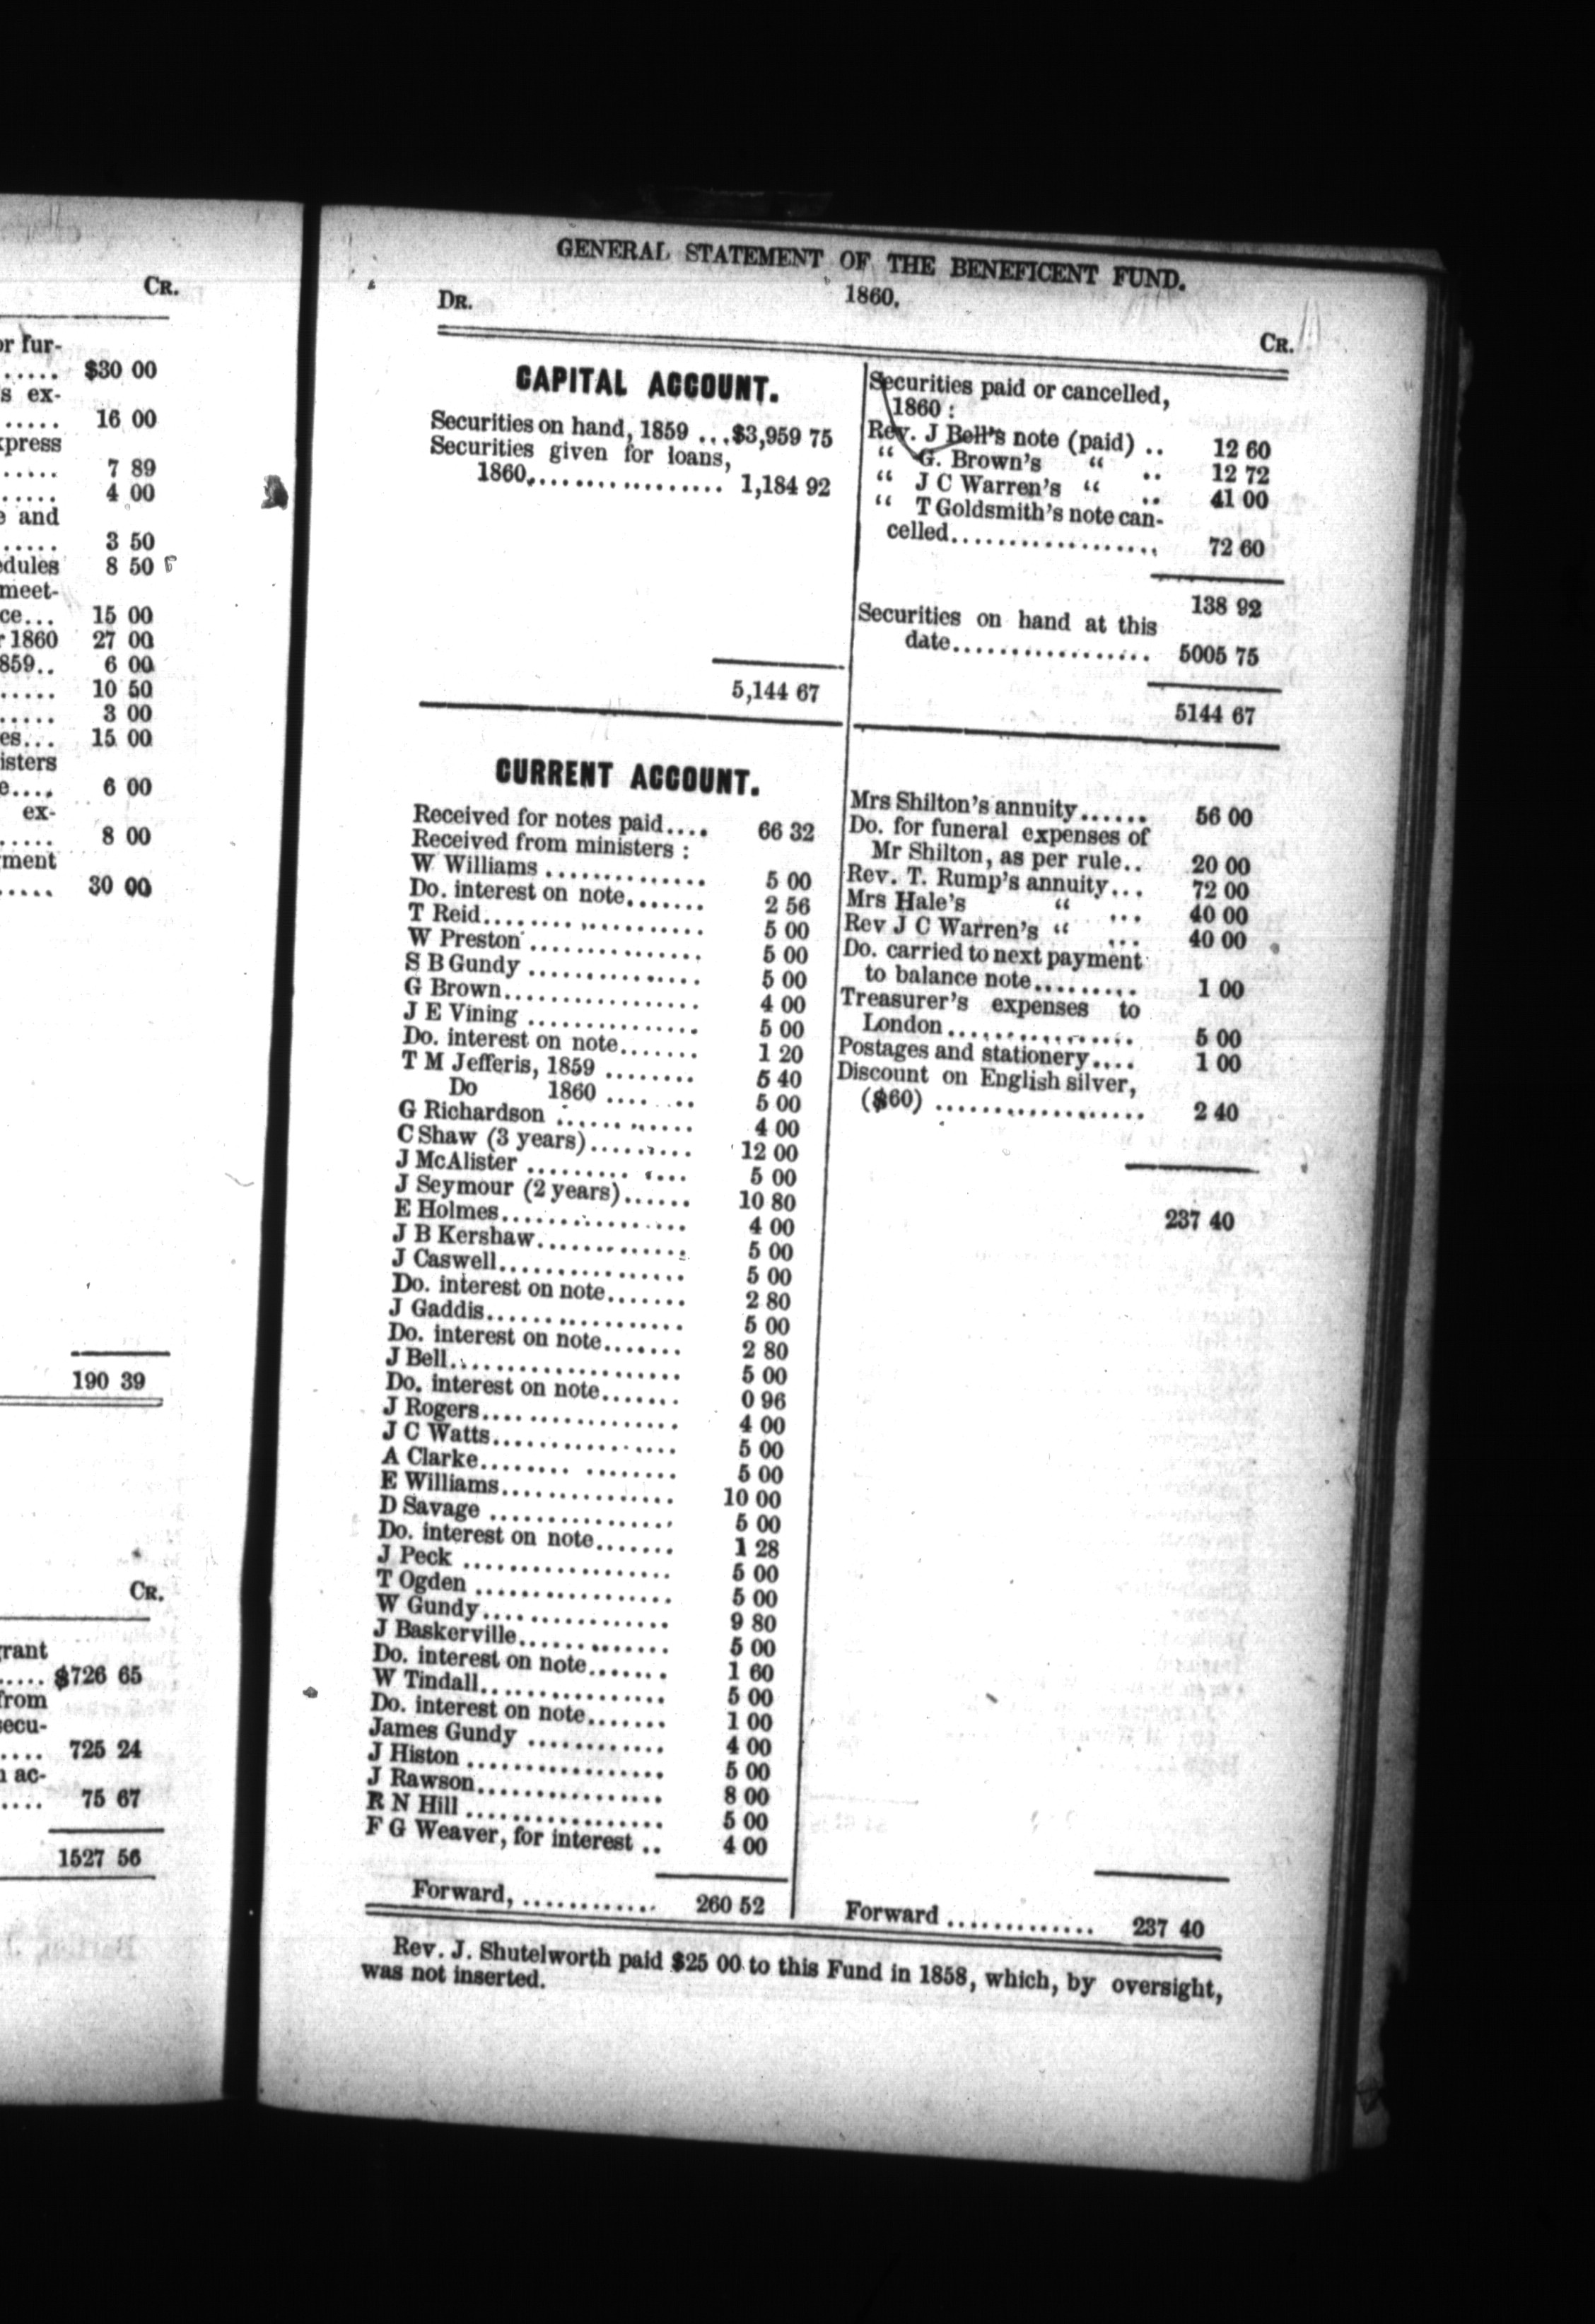 CR.
or fur-
..... $30 00
s ex-
..... 16 00
xpress
..... 7 89
..... 4 00
e and
..... 3 50
edules 8 50
meet-
ce... 15 00
r 1860 27 00
859.. 6 00
..... 10 50
..... 3 00
es... 15 00
isters
e.... 6 00
ex-
..... 8 00
ment
..... 30 00
190 39
CR.
grant
..... $726 65
from
secu-
.... 725 24
n ac-
.... 75 67
1527 56
GENERAL STATEMENT OF THE BENEFICENT FUND.
1860.
DR.
CR.
CAPITAL ACCOUNT.
Securities on hand, 1859 ...$3,959 75
Securities given for loans,
1860................. 1,184 92
5,144 67
CURRENT ACCOUNT.
Received for notes paid.... 66 32
Received from ministers :
W Williams .............. 5 00
Do. interest on note....... 2 56
T Reid.................... 5 00
W Preston ............... 5 00
S B Gundy ............... 5 00
G Brown................. 4 00
J E Vining ............... 5 00
Do. interest on note....... 1 20
T M Jefferis, 1859 ........ 5 40
Do 1860 ........ 5 00
G Richardson ............ 4 00
C Shaw (3 years)......... 12 00
J McAlister ............. 5 00
J Seymour (2 years)...... 10 80
E Holmes................ 4 00
J B Kershaw............. 5 00
J Caswell................ 5 00
Do. interest on note....... 2 80
J Gaddis................. 5 00
Do. interest on note....... 2 80
J Bell.................... 5 00
Do. interest on note....... 0 96
J Rogers................. 4 00
J C Watts................ 5 00
A Clarke................. 5 00
E Williams............... 10 00
D Savage ................ 5 00
Do. interest on note....... 1 28
J Peck .................. 5 00
T Ogden ................. 5 00
W Gundy................ 9 80
J Baskerville............. 5 00
Do. interest on note....... 1 60
W Tindall................ 5 00
Do. interest on note....... 1 00
James Gundy ............ 4 00
J Histon ................. 5 00
J Rawson................ 8 00
R N Hill ................. 5 00
F G Weaver, for interest .. 4 00
Forward, ............ 260 52
Securities paid or cancelled,
1860 :
Rev. J Bell's note (paid) .. 12 60
“ G. Brown's “ .. 12 72
“ J C Warren's “ .. 41 00
“ T Goldsmith's note can-
celled.................. 72 60
138 92
Securities on hand at this
date................. 5005 75
5144 67
Mrs Shilton's annuity...... 56 00
Do. for funeral expenses of
Mr Shilton, as per rule.. 20 00
Rev. T. Rump's annuity... 72 00
Mrs Hale's “ ... 40 00
Rev J C Warren's “ ... 40 00
Do. carried to next payment
to balance note......... 1 00
Treasurer's expenses to
London................ 5 00
Postages and stationery.... 1 00
Discount on English silver,
($60) .................. 2 40
237 40
Forward ............. 237 40
Rev. J. Shutelworth paid $25 00 to this Fund in 1858, which, by oversight,
was not inserted.